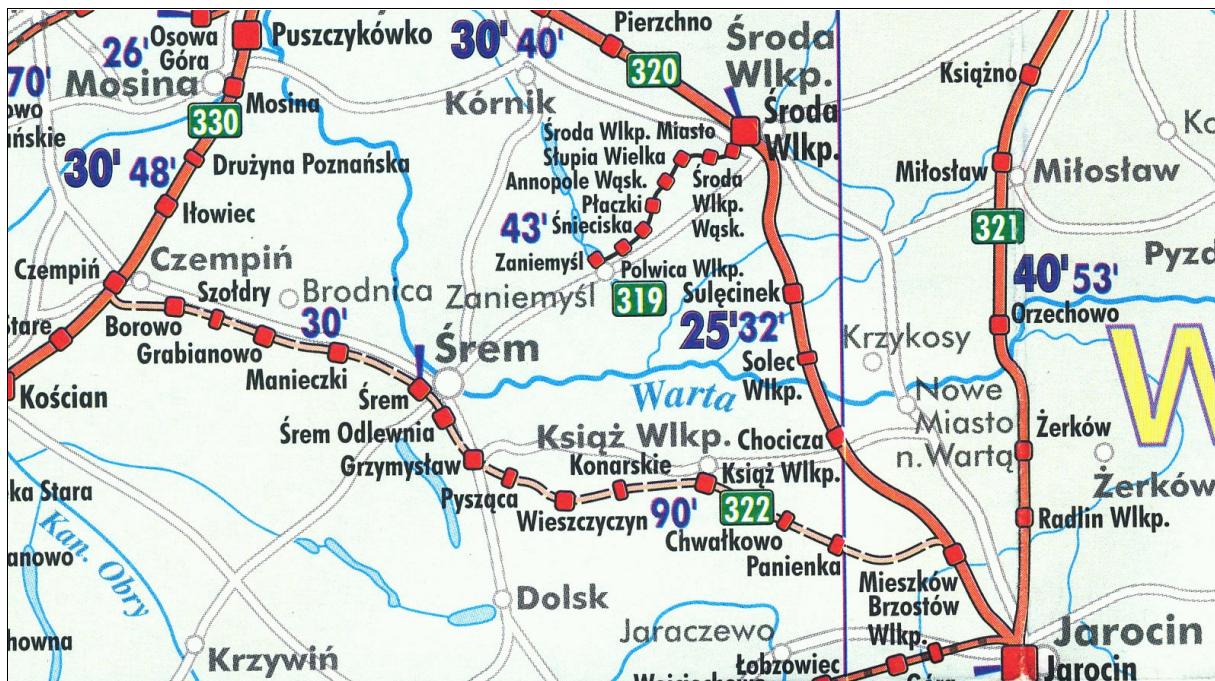 26'
Osowa
Góra
Puszczykówko
70'
Mosina
Mosina
330
30' 48'
Drużyna Poznańska
Iłowiec
Czempiń
Czempiń
Szołdry
Brodnica
Borowo
Grabianowo
30'
Manieczki
Kościan
Śrem
Śrem
Śrem Odlewnia
Grzymysław
Pysząca
Wieszczyczyn
90'
Konarskie
Książ Wlkp.
Książ Wlkp.
322
Chwałkowo
Panienka
Kan. Obry
Krzywiń
Dolsk
Jaraczewo
Łobzowiec
30' 40'
Pierzchno
320
Kórnik
Środa
Wlkp.
Środa
Wlkp.
Środa Wlkp. Miasto
Słupia Wielka
Annopole Wąsk.
Płaczki
Śnieciska
43'
Zaniemyśl
Środa
Wlkp.
Wąsk.
Polwica Wlkp.
Zaniemyśl
319
Sulęcinek
25' 32'
Solec
Wlkp.
Warta
Chocicza
Mieszków
Brzostów
Wlkp.
Książno
Miłosław
Miłosław
321
Pyzd
40' 53'
Orzechowo
Krzykosy
Nowe
Miasto
n. Wartą
Żerków
Żerków
Radlin Wlkp.
W
Jarocin
Jarocin